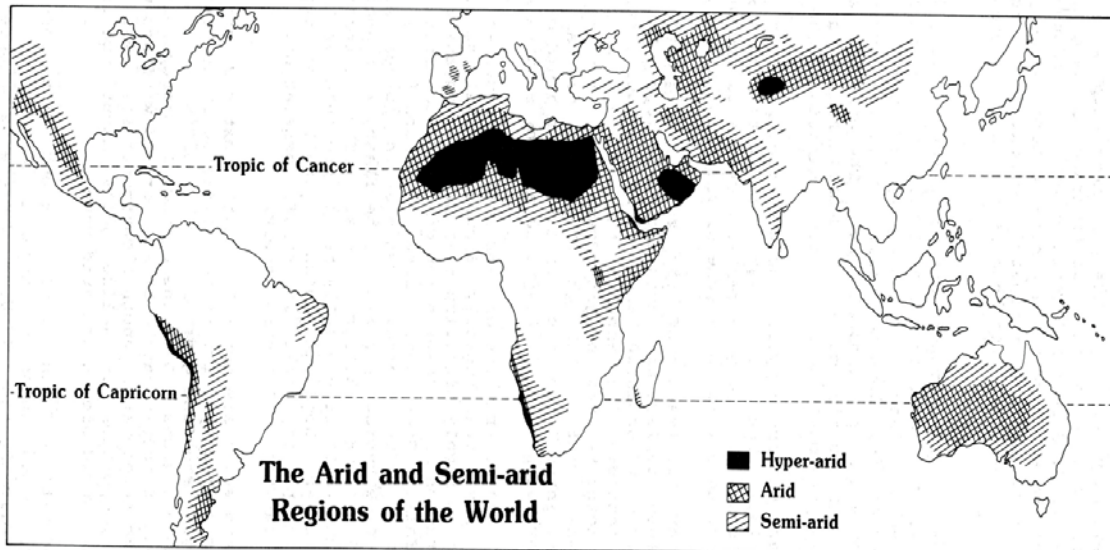 Tropic of Cancer
Tropic of Capricorn
The Arid and Semi-arid
Regions of the World
Hyper-arid
Arid
Semi-arid